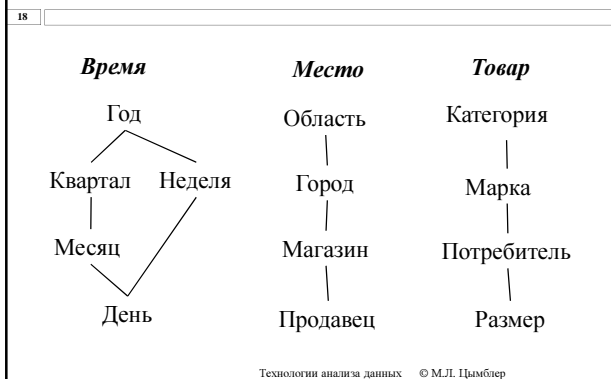 18
Время Место Товар
Год Область Категория
Квартал Неделя Город Марка
Месяц Магазин Потребитель
День Продавец Размер
Технологии анализа данных © М.Л. Цымблер